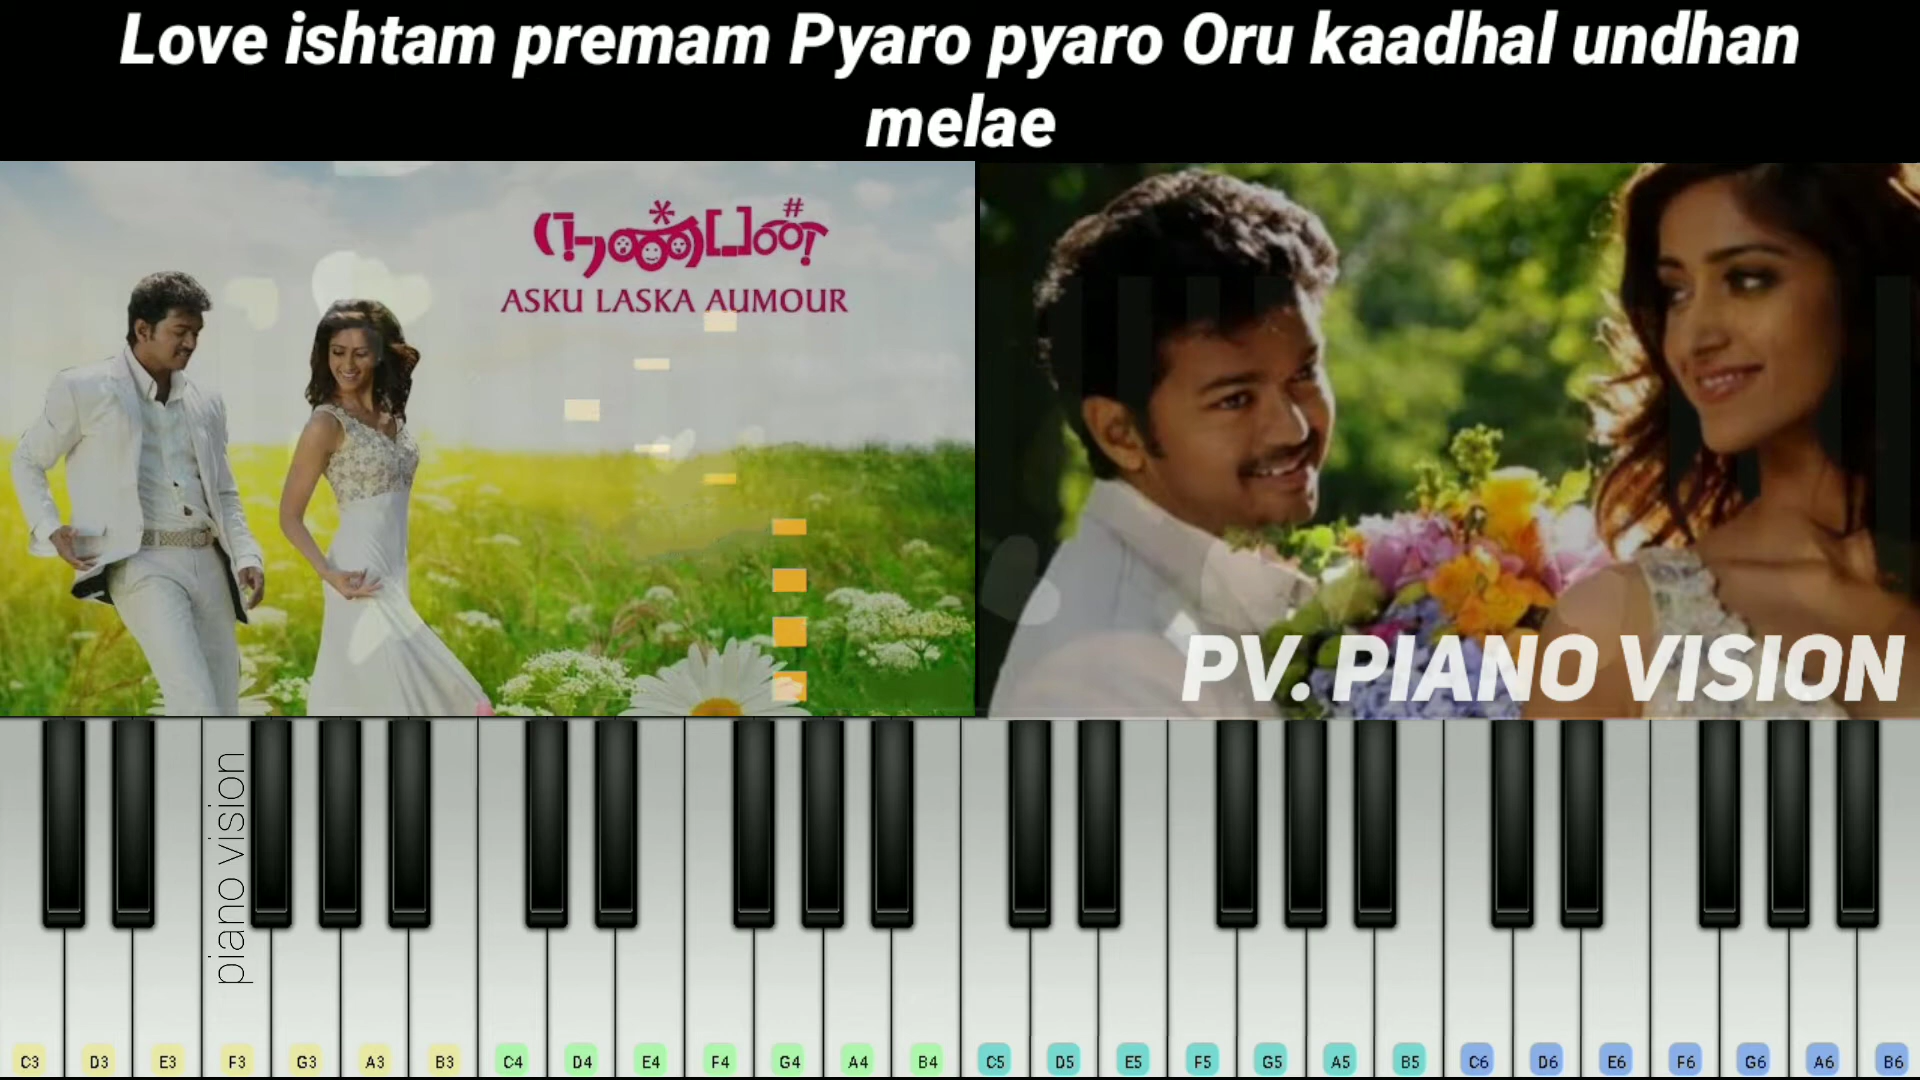 Love ishtam premam Pyaro pyaro Oru kaadhal undhan
melae
நண்பன்
ASKU LASKA AUMOUR
PV. PIANO VISION
piano vision
C3 D3 E3 F3 G3 A3 B3 C4 D4 E4 F4 G4 A4 B4 C5 D5 E5 F5 G5 A5 B5 C6 D6 E6 F6 G6 A6 B6